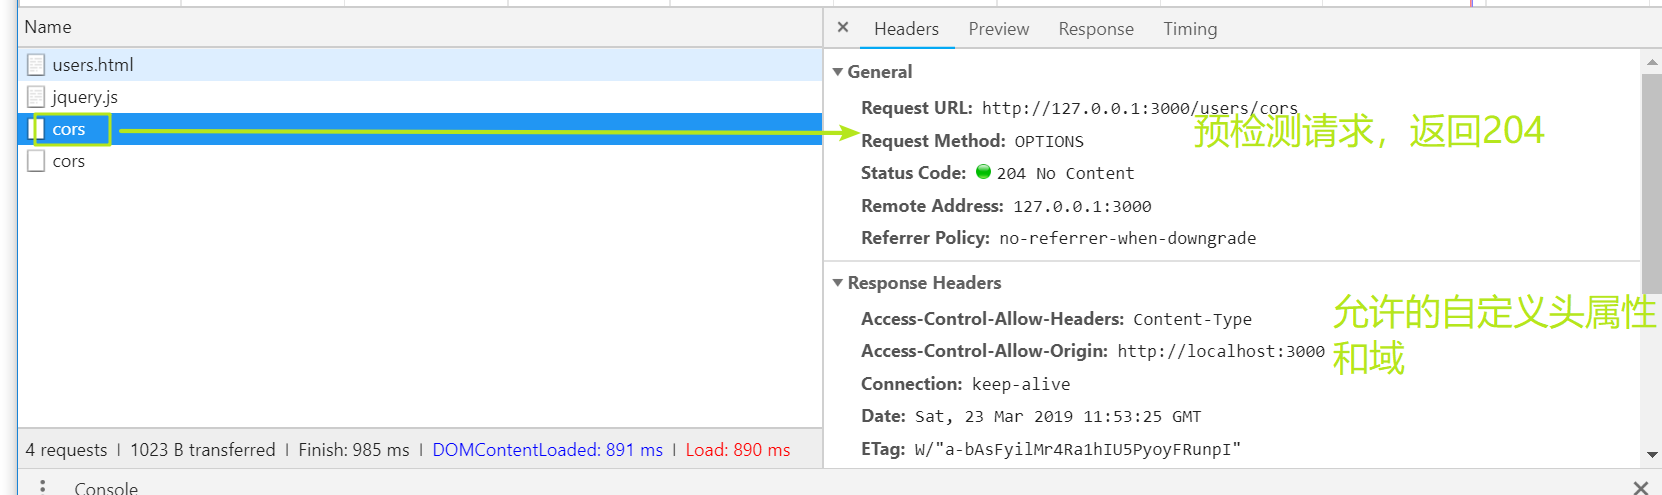 Name
users.html
jquery.js
cors
cors
4 requests | 1023 B transferred | Finish: 985 ms | DOMContentLoaded: 891 ms | Load: 890 ms
Console
Headers Preview Response Timing
General
Request URL: http://127.0.0.1:3000/users/cors
预检测请求，返回204
Request Method: OPTIONS
Status Code: 204 No Content
Remote Address: 127.0.0.1:3000
Referrer Policy: no-referrer-when-downgrade
Response Headers
允许的自定义头属性
和域
Access-Control-Allow-Headers: Content-Type
Access-Control-Allow-Origin: http://localhost:3000
Connection: keep-alive
Date: Sat, 23 Mar 2019 11:53:25 GMT
ETag: W/"a-bAsFyilMr4Ra1hIU5PyoyFRunpI"